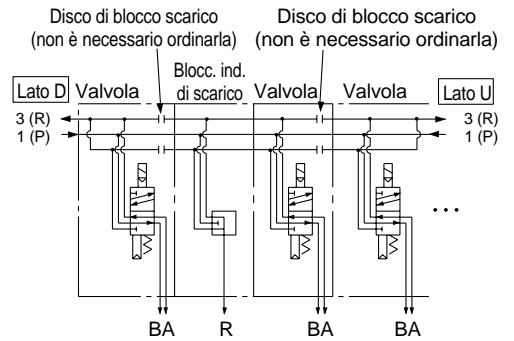 Disco di blocco scarico
(non è necessario ordinarla)
Disco di blocco scarico
(non è necessario ordinarla)
Blocc. ind.
di scarico
Lato D
Valvola
Valvola
Valvola
Lato U
3 (R)
1 (P)
3 (R)
1 (P)
...
BA
R
BA
BA